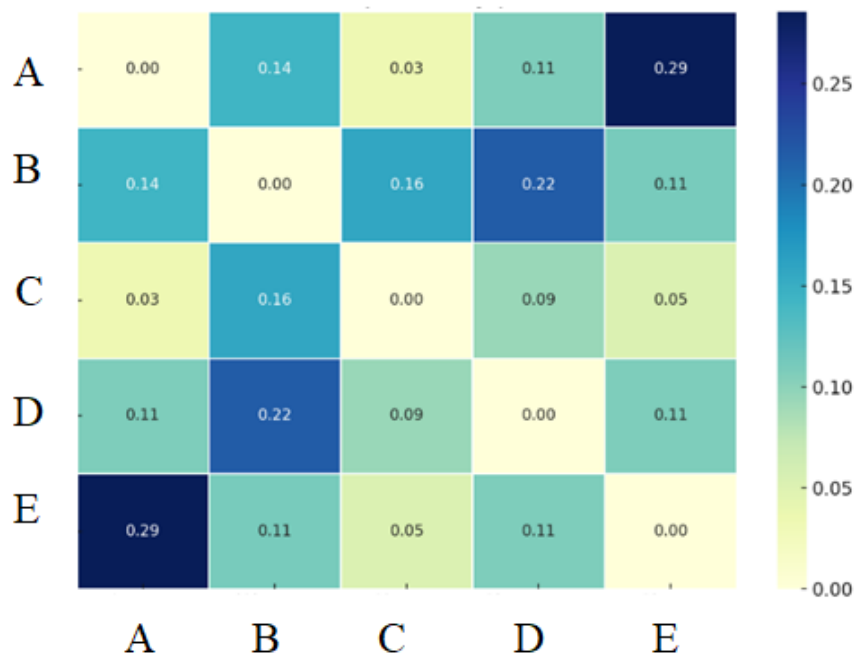 A 0.00 0.14 0.03 0.11 0.29
B 0.14 0.00 0.16 0.22 0.11
C 0.03 0.16 0.00 0.09 0.05
D 0.11 0.22 0.09 0.00 0.11
E 0.29 0.11 0.05 0.11 0.00
A B C D E
0.25
0.20
0.15
0.10
0.05
0.00